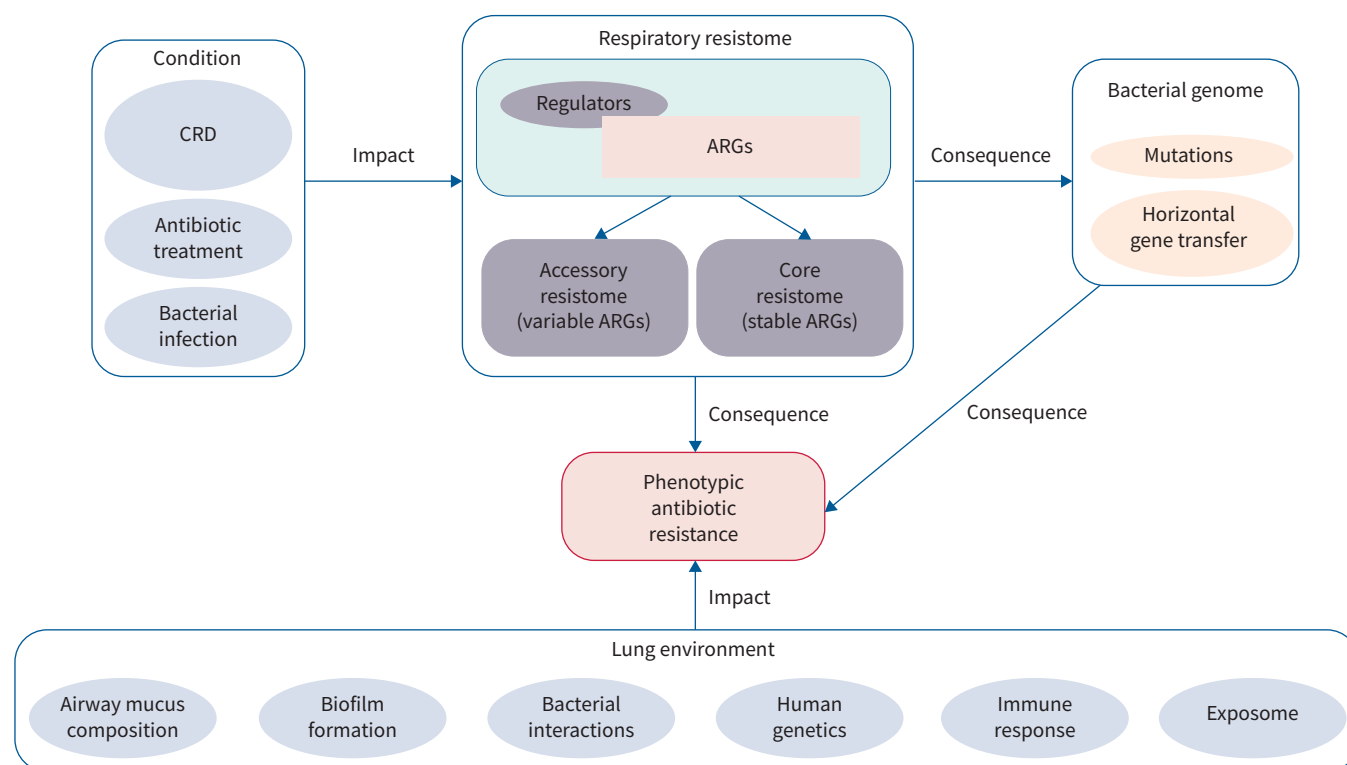 Condition
CRD
Antibiotic
treatment
Bacterial
infection
Impact
Respiratory resistome
Regulators
ARGs
Accessory
resistome
(variable ARGs)
Core
resistome
(stable ARGs)
Consequence
Bacterial genome
Mutations
Horizontal
gene transfer
Consequence
Consequence
Phenotypic
antibiotic
resistance
Impact
Lung environment
Airway mucus
composition
Biofilm
formation
Bacterial
interactions
Human
genetics
Immune
response
Exposome